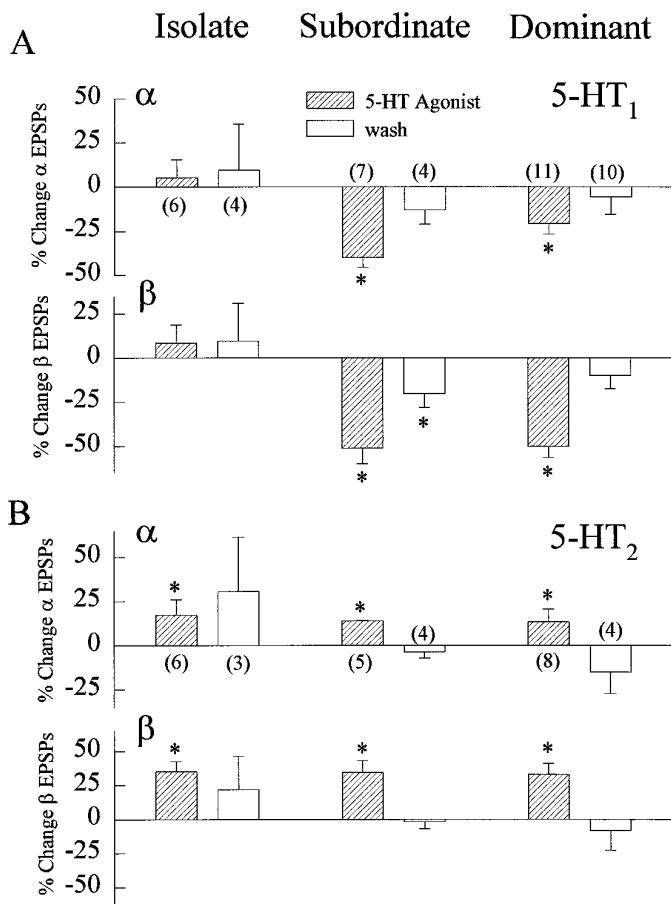 Isolate Subordinate Dominant
A
α
5-HT Agonist
wash
5-HT₁
% Change α EPSPs
50
25
0
-25
-50
(6) (4) (7) (4) (11) (10)
* *
β
% Change β EPSPs
25
0
-25
-50
* * *
B
α
5-HT₂
% Change α EPSPs
50
25
0
-25
* * *
(6) (3) (5) (4) (8) (4)
β
% Change β EPSPs
50
25
0
-25
-50
* * *